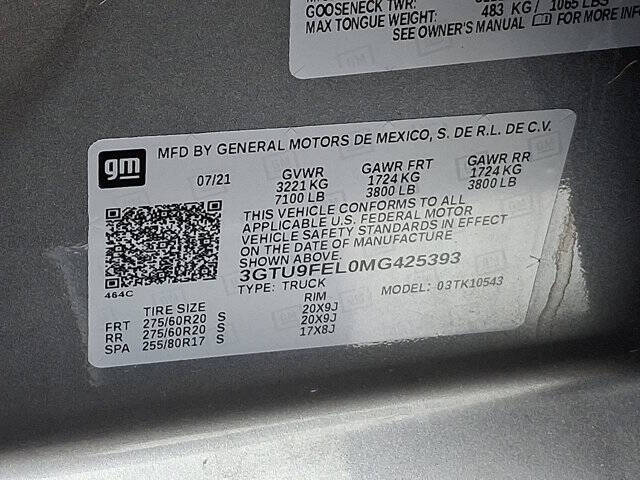 GOOSENECK TWR:
MAX TONGUE WEIGHT: 483 KG/ 1065 LBS
SEE OWNER'S MANUAL FOR MORE INFO
gm
MFD BY GENERAL MOTORS DE MEXICO, S. DE R.L. DE C.V.
07/21 GVWR GAWR FRT GAWR RR
3221 KG 1724 KG 1724 KG
7100 LB 3800 LB 3800 LB
THIS VEHICLE CONFORMS TO ALL
APPLICABLE U.S. FEDERAL MOTOR
VEHICLE SAFETY STANDARDS IN EFFECT
ON THE DATE OF MANUFACTURE
SHOWN ABOVE.
3GTU9FEL0MG425393
TYPE: TRUCK MODEL: 03TK10543
464C
TIRE SIZE RIM
FRT 275/60R20 S 20X9J
RR 275/60R20 S 20X9J
SPA 255/80R17 S 17X8J